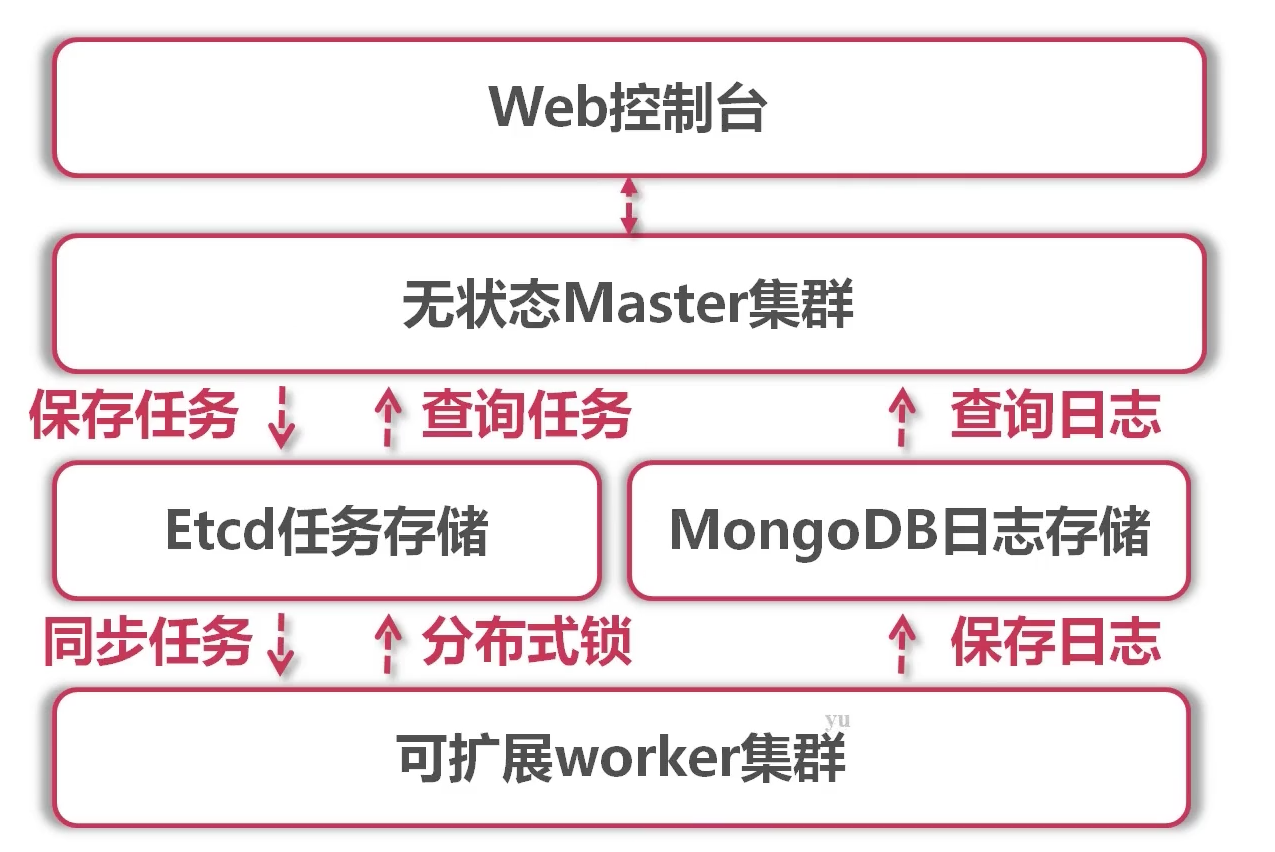 Web控制台
无状态Master集群
保存任务 查询任务 查询日志
Etcd任务存储 MongoDB日志存储
同步任务 分布式锁 保存日志
yu
可扩展worker集群